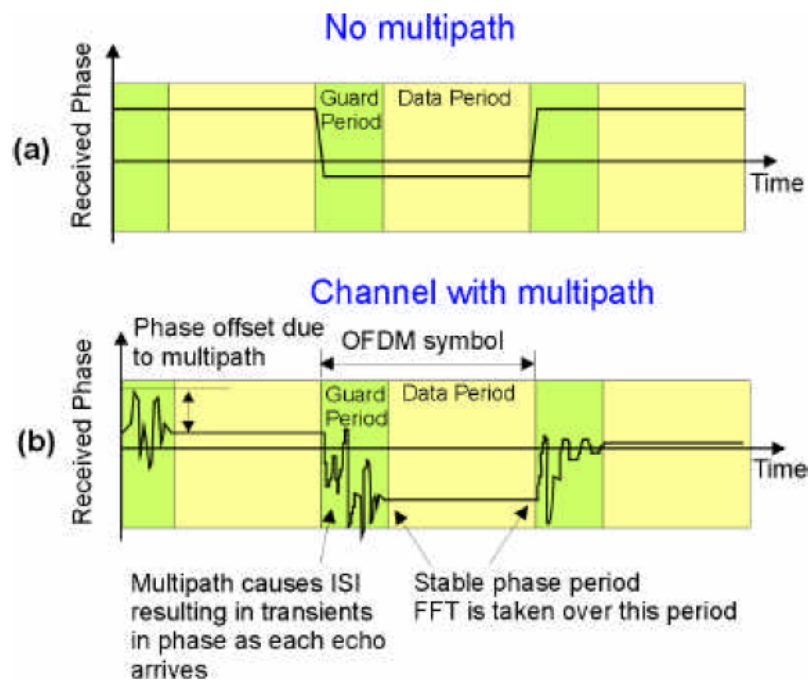 No multipath
Received Phase
Guard
Period
Data Period
(a)
Time
Channel with multipath
Phase offset due
to multipath
OFDM symbol
Received Phase
Guard
Period
Data Period
(b)
Time
Multipath causes ISI
resulting in transients
in phase as each echo
arrives
Stable phase period
FFT is taken over this period